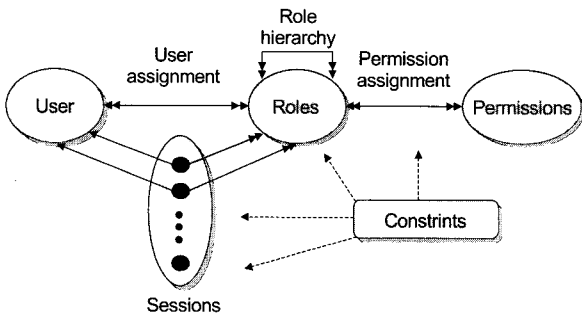 Role
hierarchy
User
assignment
Permission
assignment
User
Roles
Permissions
Constrints
Sessions